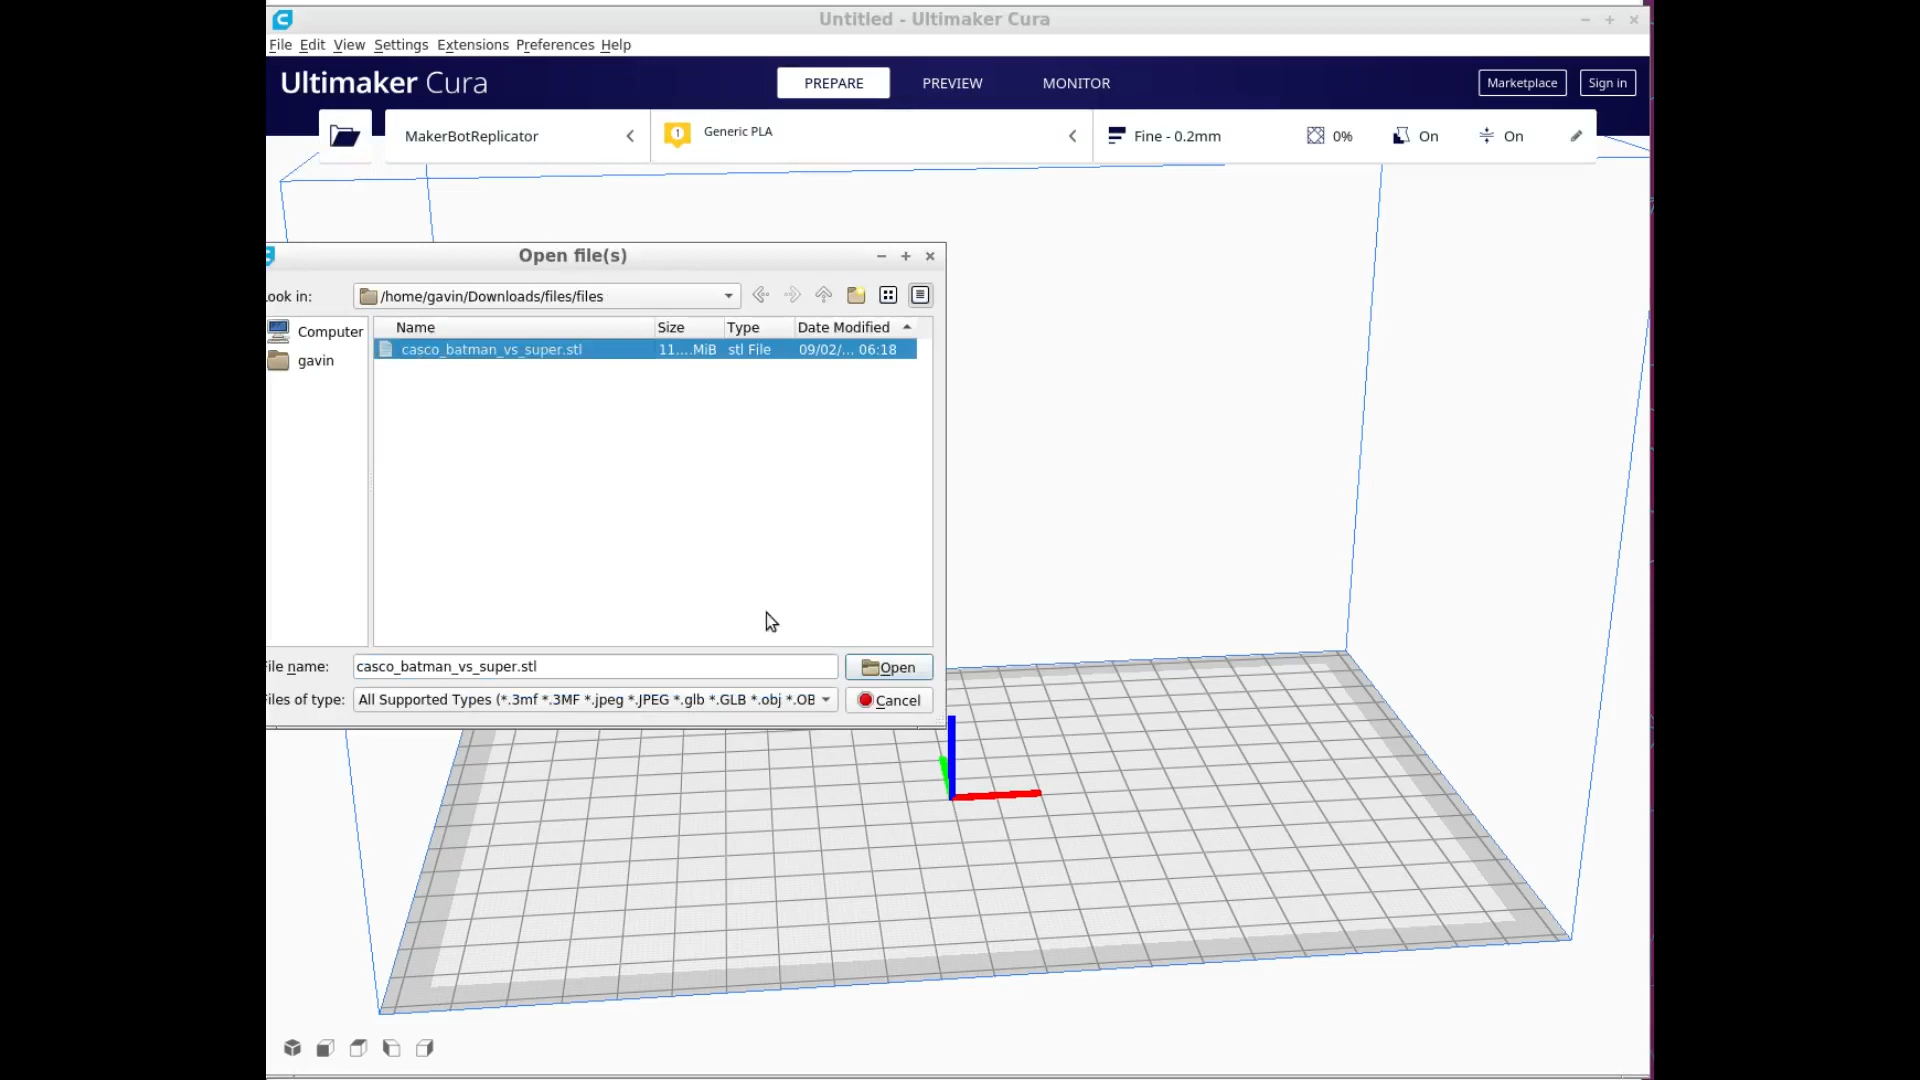 Untitled - Ultimaker Cura
File Edit View Settings Extensions Preferences Help
Ultimaker Cura
PREPARE
PREVIEW
MONITOR
Marketplace
Sign in
MakerBotReplicator
1
Generic PLA
Fine - 0.2mm
0%
On
On
Open file(s)
ook in:
/home/gavin/Downloads/files/files
Computer
gavin
Name Size Type Date Modified
casco_batman_vs_super.stl 11....MiB stl File 09/02/... 06:18
ile name:
casco_batman_vs_super.stl
Open
iles of type:
All Supported Types (*.3mf *.3MF *.jpeg *.JPEG *.glb *.GLB *.obj *.OB
Cancel